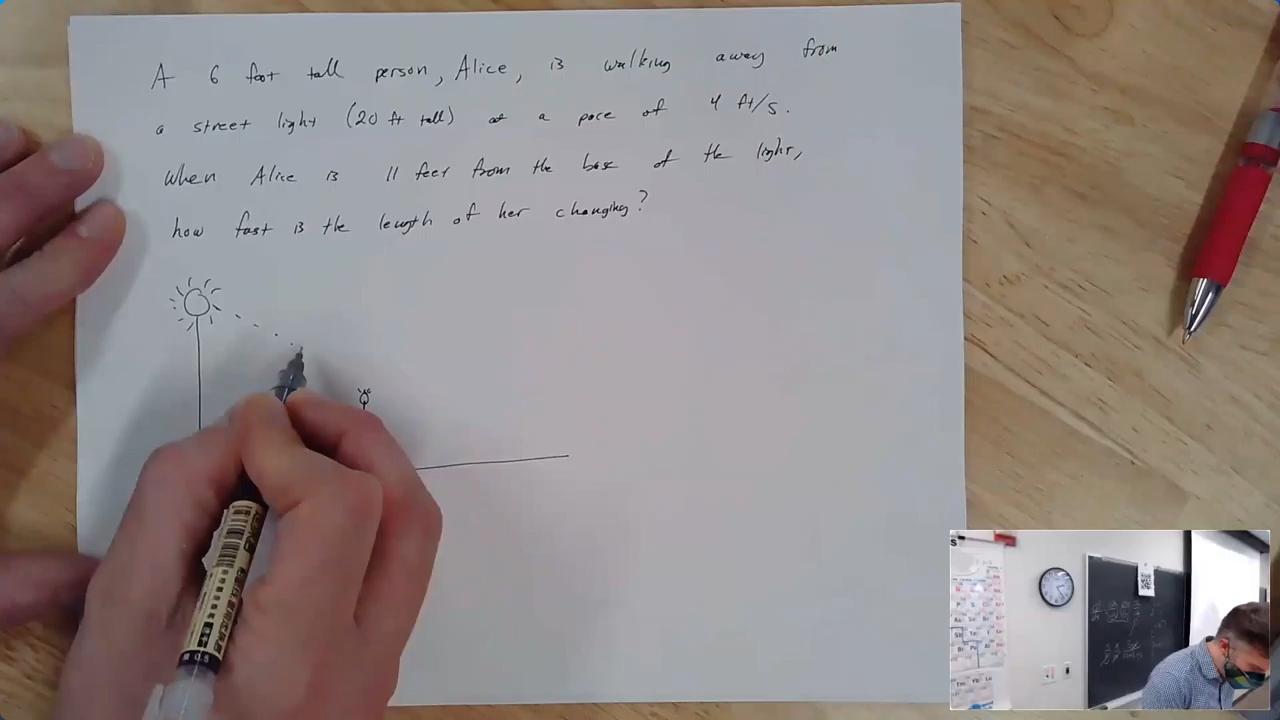 A 6 foot tall person, Alice, is walking away from
a street light (20 ft tall) at a pace of 4 ft/s.
When Alice is 11 feet from the base of the light,
how fast is the length of her changing?
0.5